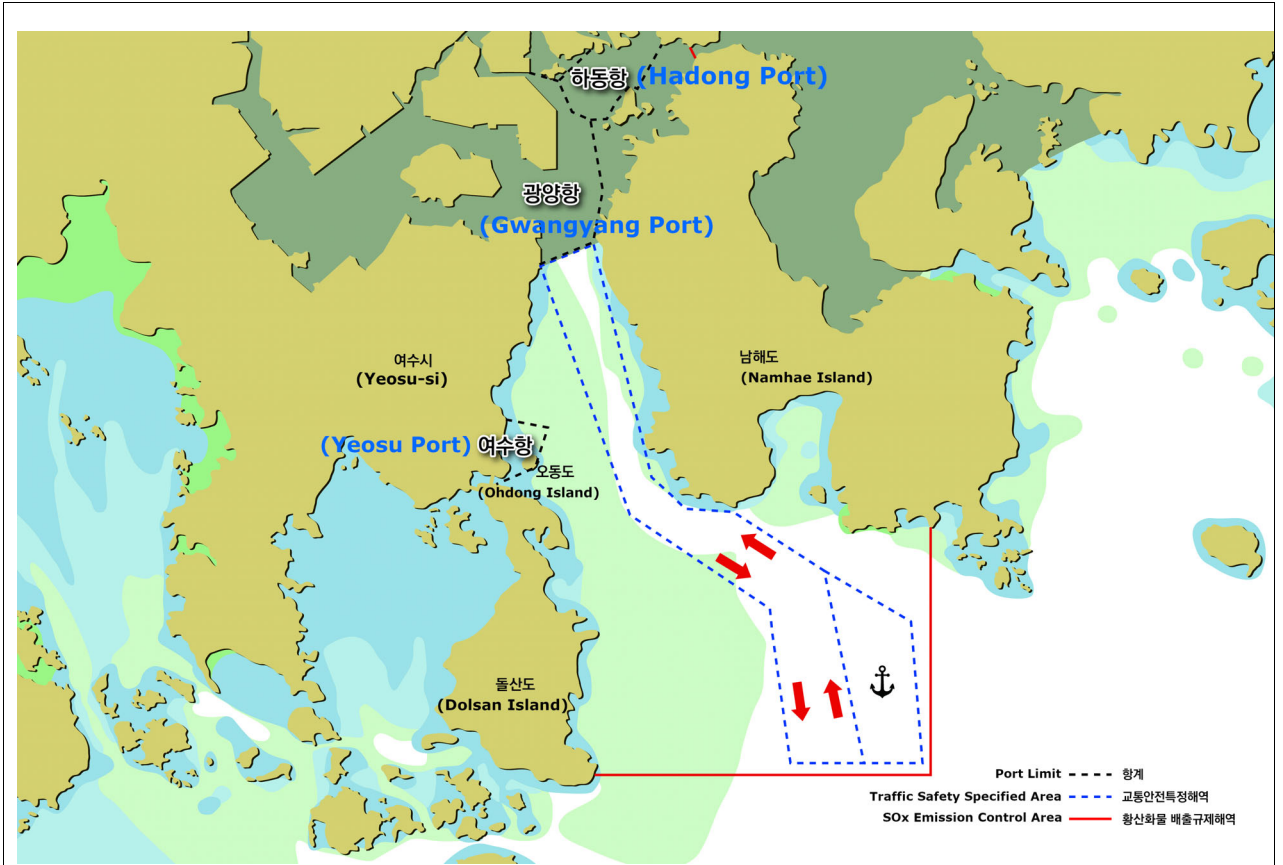 하동항 (Hadong Port)
광양항
(Gwangyang Port)
여수시
(Yeosu-si)
남해도
(Namhae Island)
(Yeosu Port) 여수항
오동도
(Ohdong Island)
돌산도
(Dolsan Island)
Port Limit 항계
Traffic Safety Specified Area 교통안전특정해역
SOx Emission Control Area 황산화물 배출규제해역